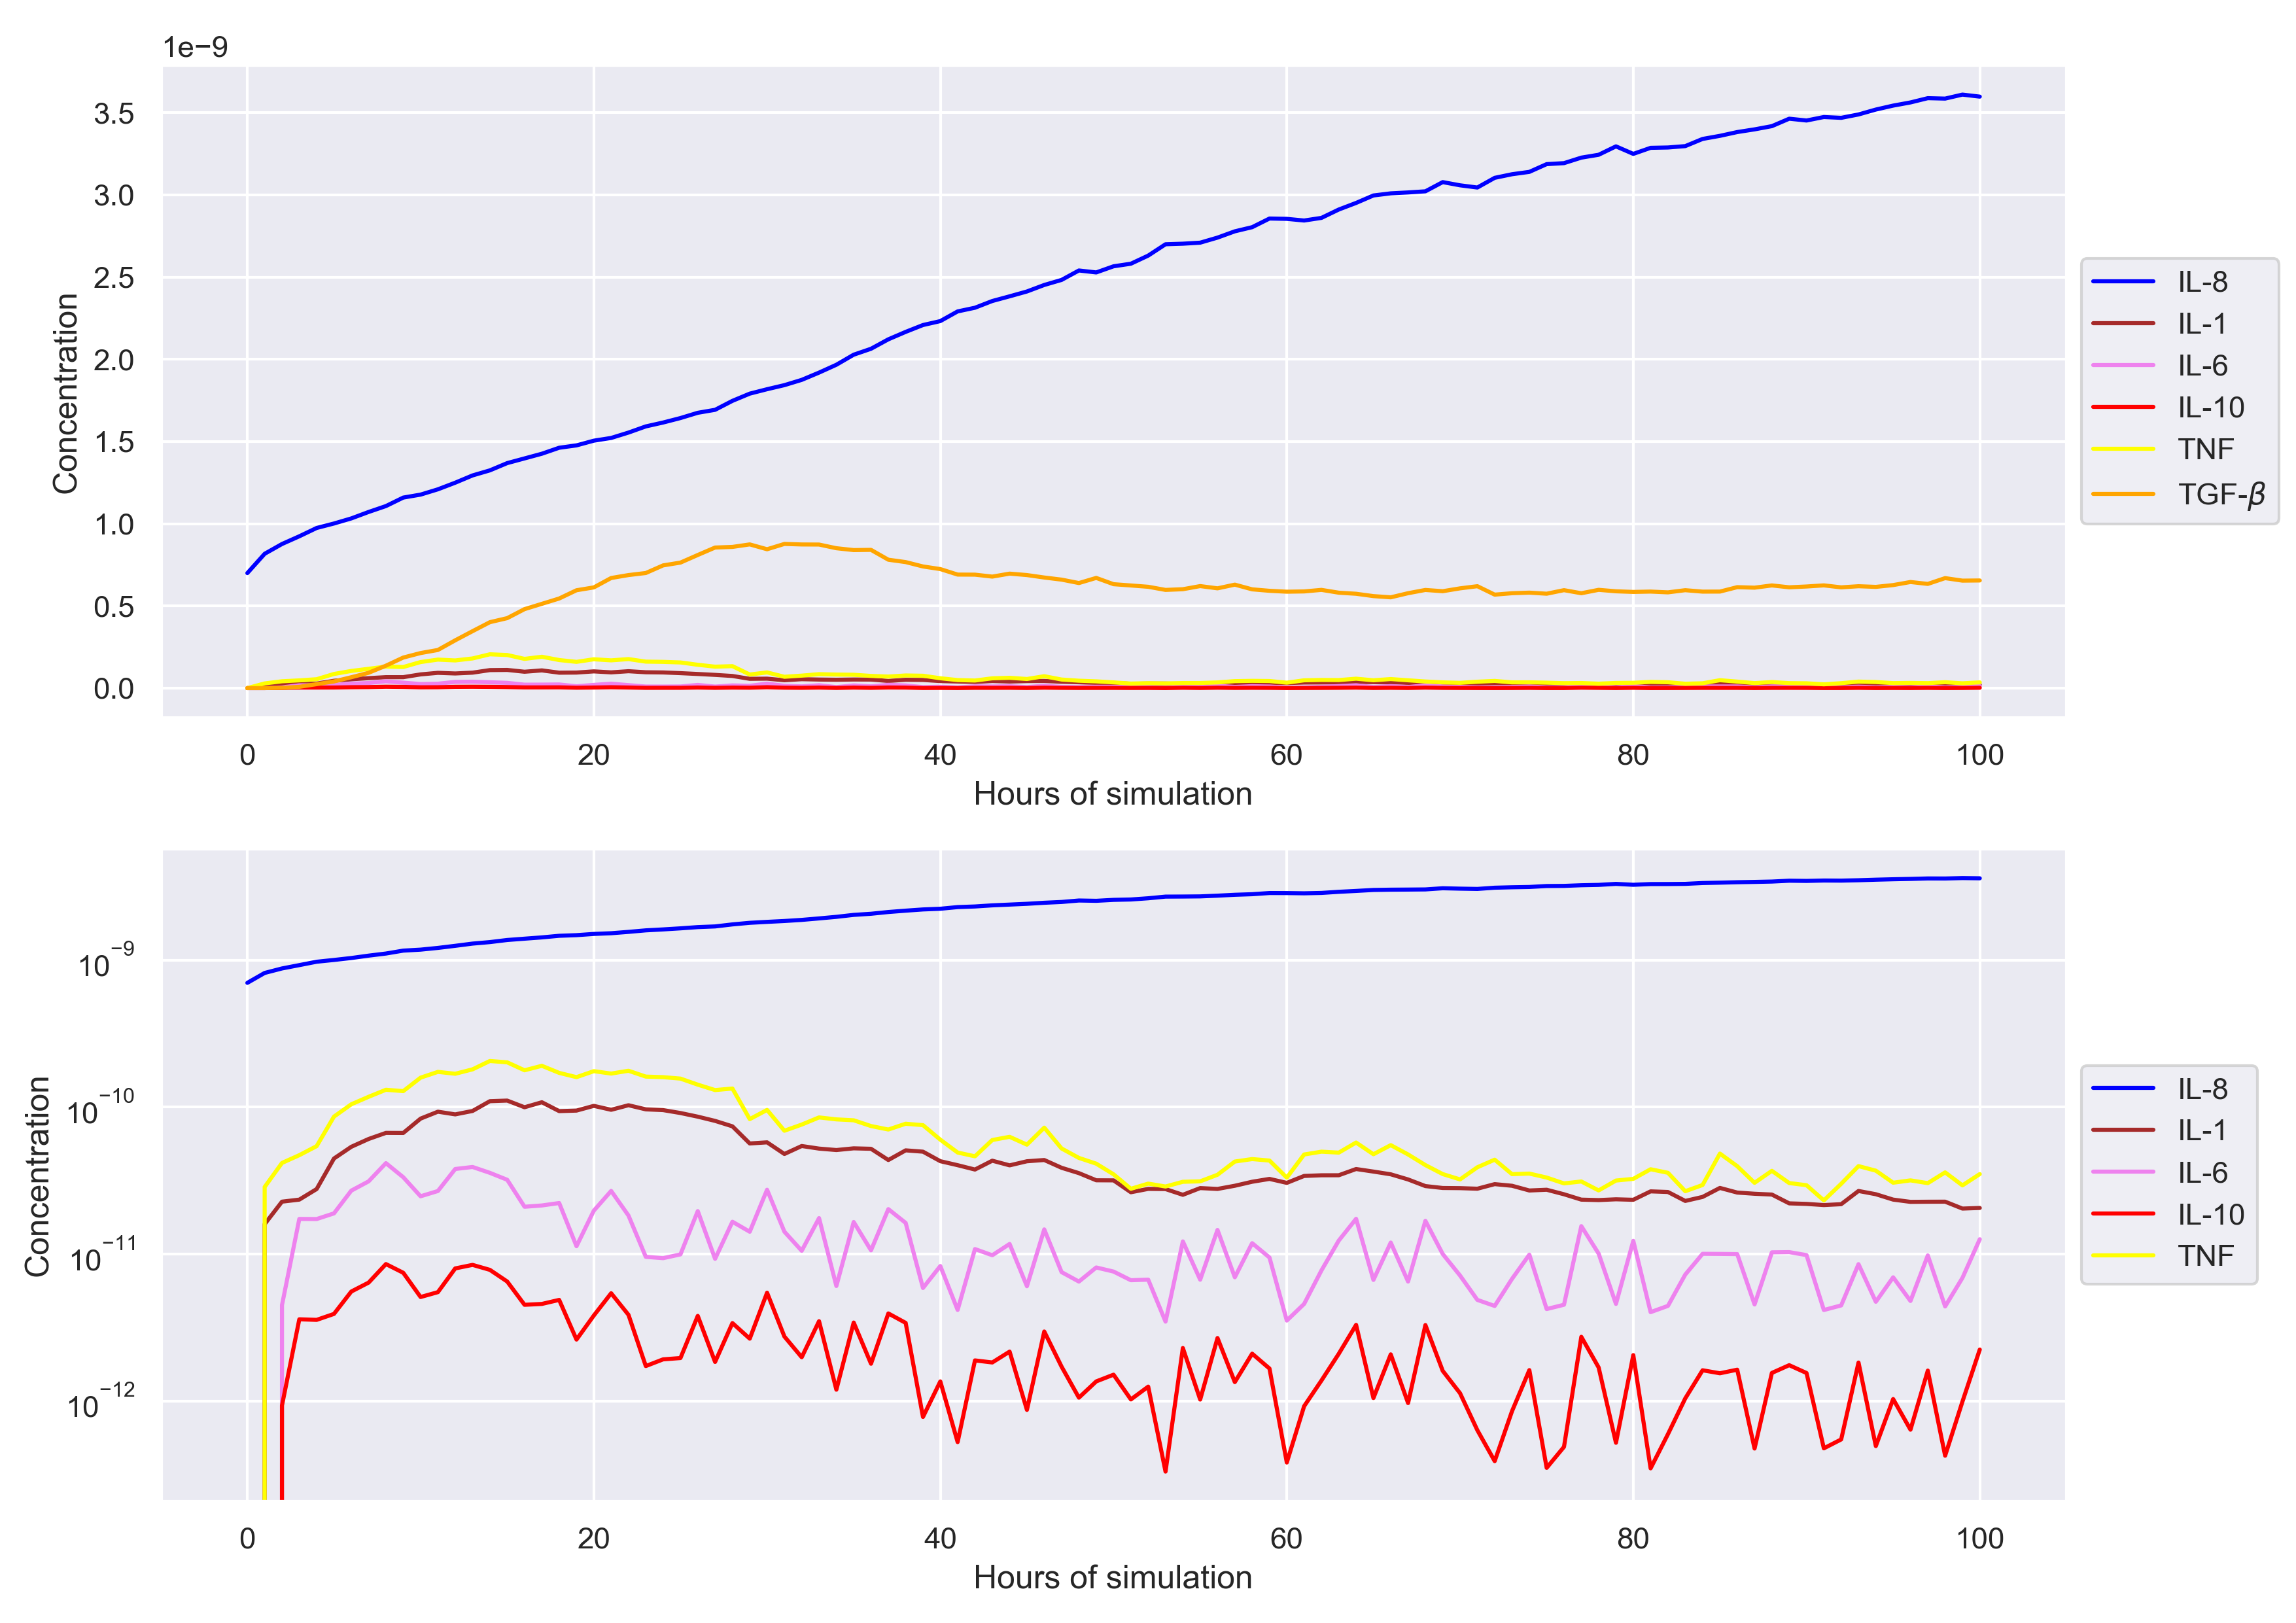 1e−9
3.5
3.0
2.5
2.0
1.5
1.0
0.5
0.0
Concentration
0 20 40 60 80 100
Hours of simulation
IL-8
IL-1
IL-6
IL-10
TNF
TGF-β
10−9
10−10
10−11
10−12
Concentration
0 20 40 60 80 100
Hours of simulation
IL-8
IL-1
IL-6
IL-10
TNF